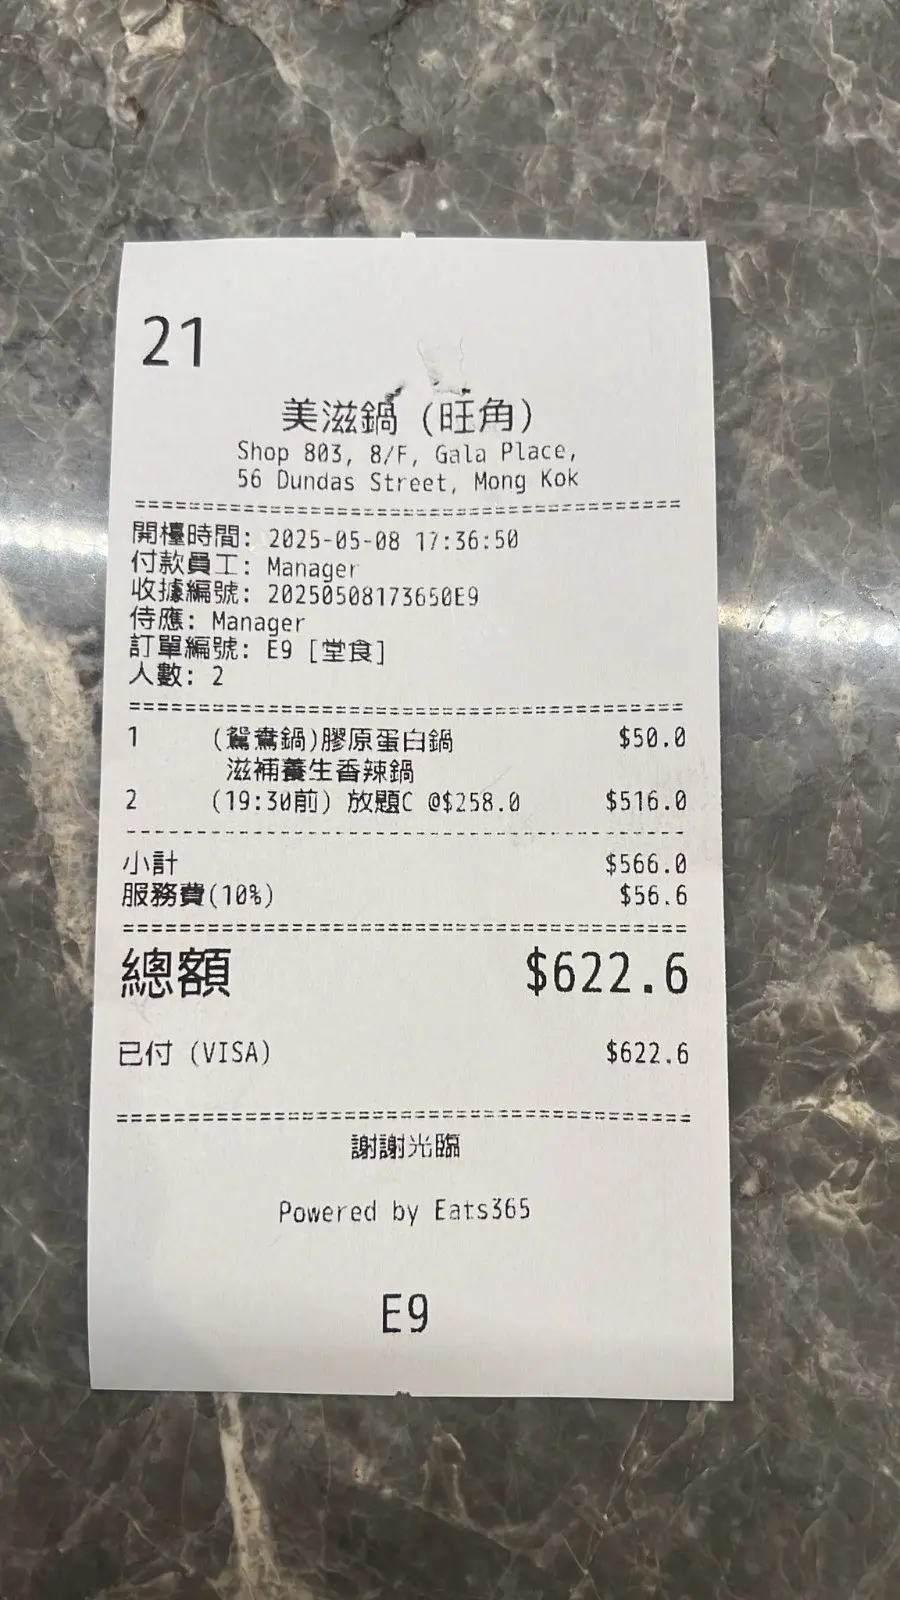 21
美滋鍋 (旺角)
Shop 803, 8/F, Gala Place,
56 Dundas Street, Mong Kok
開檯時間: 2025-05-08 17:36:50
付款員工: Manager
收據編號: 20250508173650E9
侍應: Manager
訂單編號: E9 [堂食]
人數: 2
1 (鴛鴦鍋)膠原蛋白鍋 $50.0
滋補養生香辣鍋
2 (19:30前) 放題C @$258.0 $516.0
小計 $566.0
服務費(10%) $56.6
總額 $622.6
已付 (VISA) $622.6
謝謝光臨
Powered by Eats365
E9